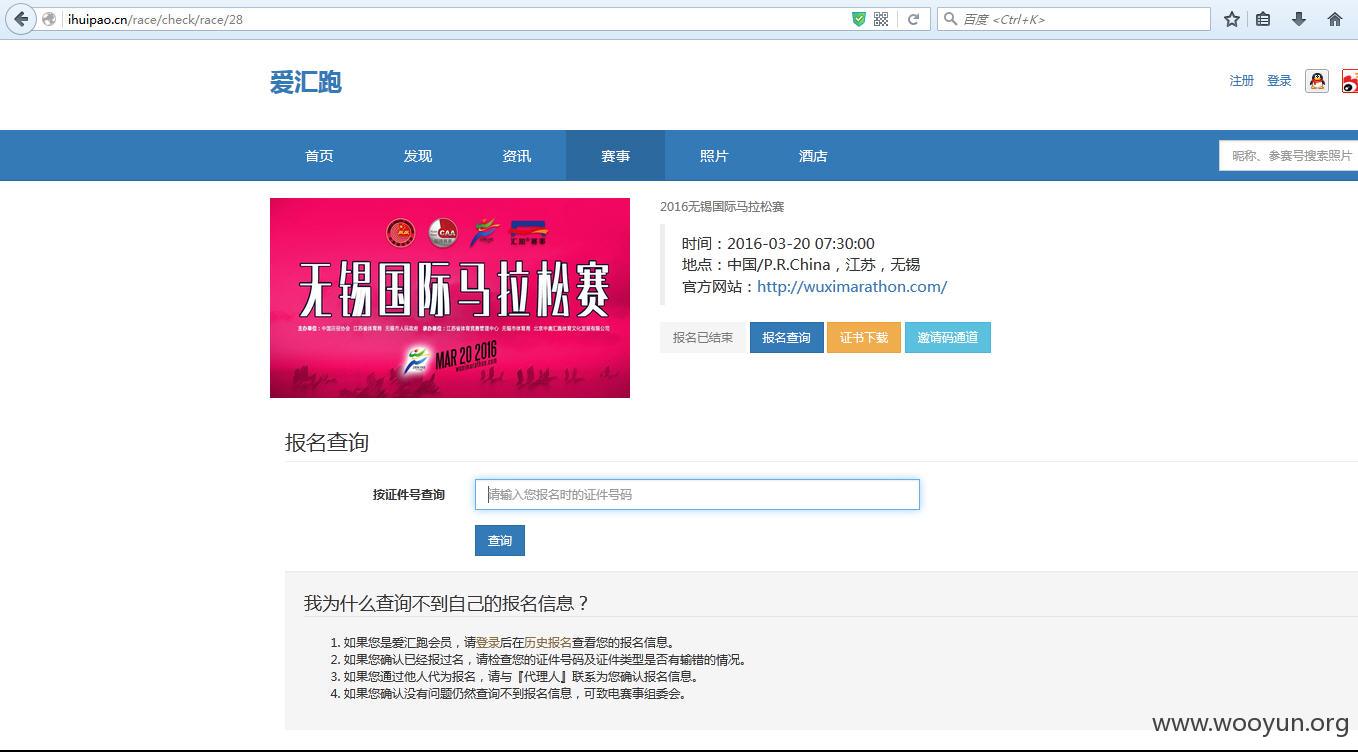 ihuipao.cn/race/check/race/28
百度 <Ctrl+K>
爱汇跑
注册 登录
首页 发现 资讯 赛事 照片 酒店
昵称、参赛号搜索照片
CAA
汇跑赛事
无锡国际马拉松赛
MAR 20 2016
wuximarathon.com
2016无锡国际马拉松赛
时间：2016-03-20 07:30:00
地点：中国/P.R.China，江苏，无锡
官方网站：http://wuximarathon.com/
报名已结束 报名查询 证书下载 邀请码通道
报名查询
按证件号查询 请输入您报名时的证件号码
查询
我为什么查询不到自己的报名信息？
1. 如果您是爱汇跑会员，请登录后在历史报名查看您的报名信息。
2. 如果您确认已经报过名，请检查您的证件号码及证件类型是否有输错的情况。
3. 如果您通过他人代为报名，请与『代理人』联系为您确认报名信息。
4. 如果您确认没有问题仍然查询不到报名信息，可致电赛事组委会。
www.wooyun.org